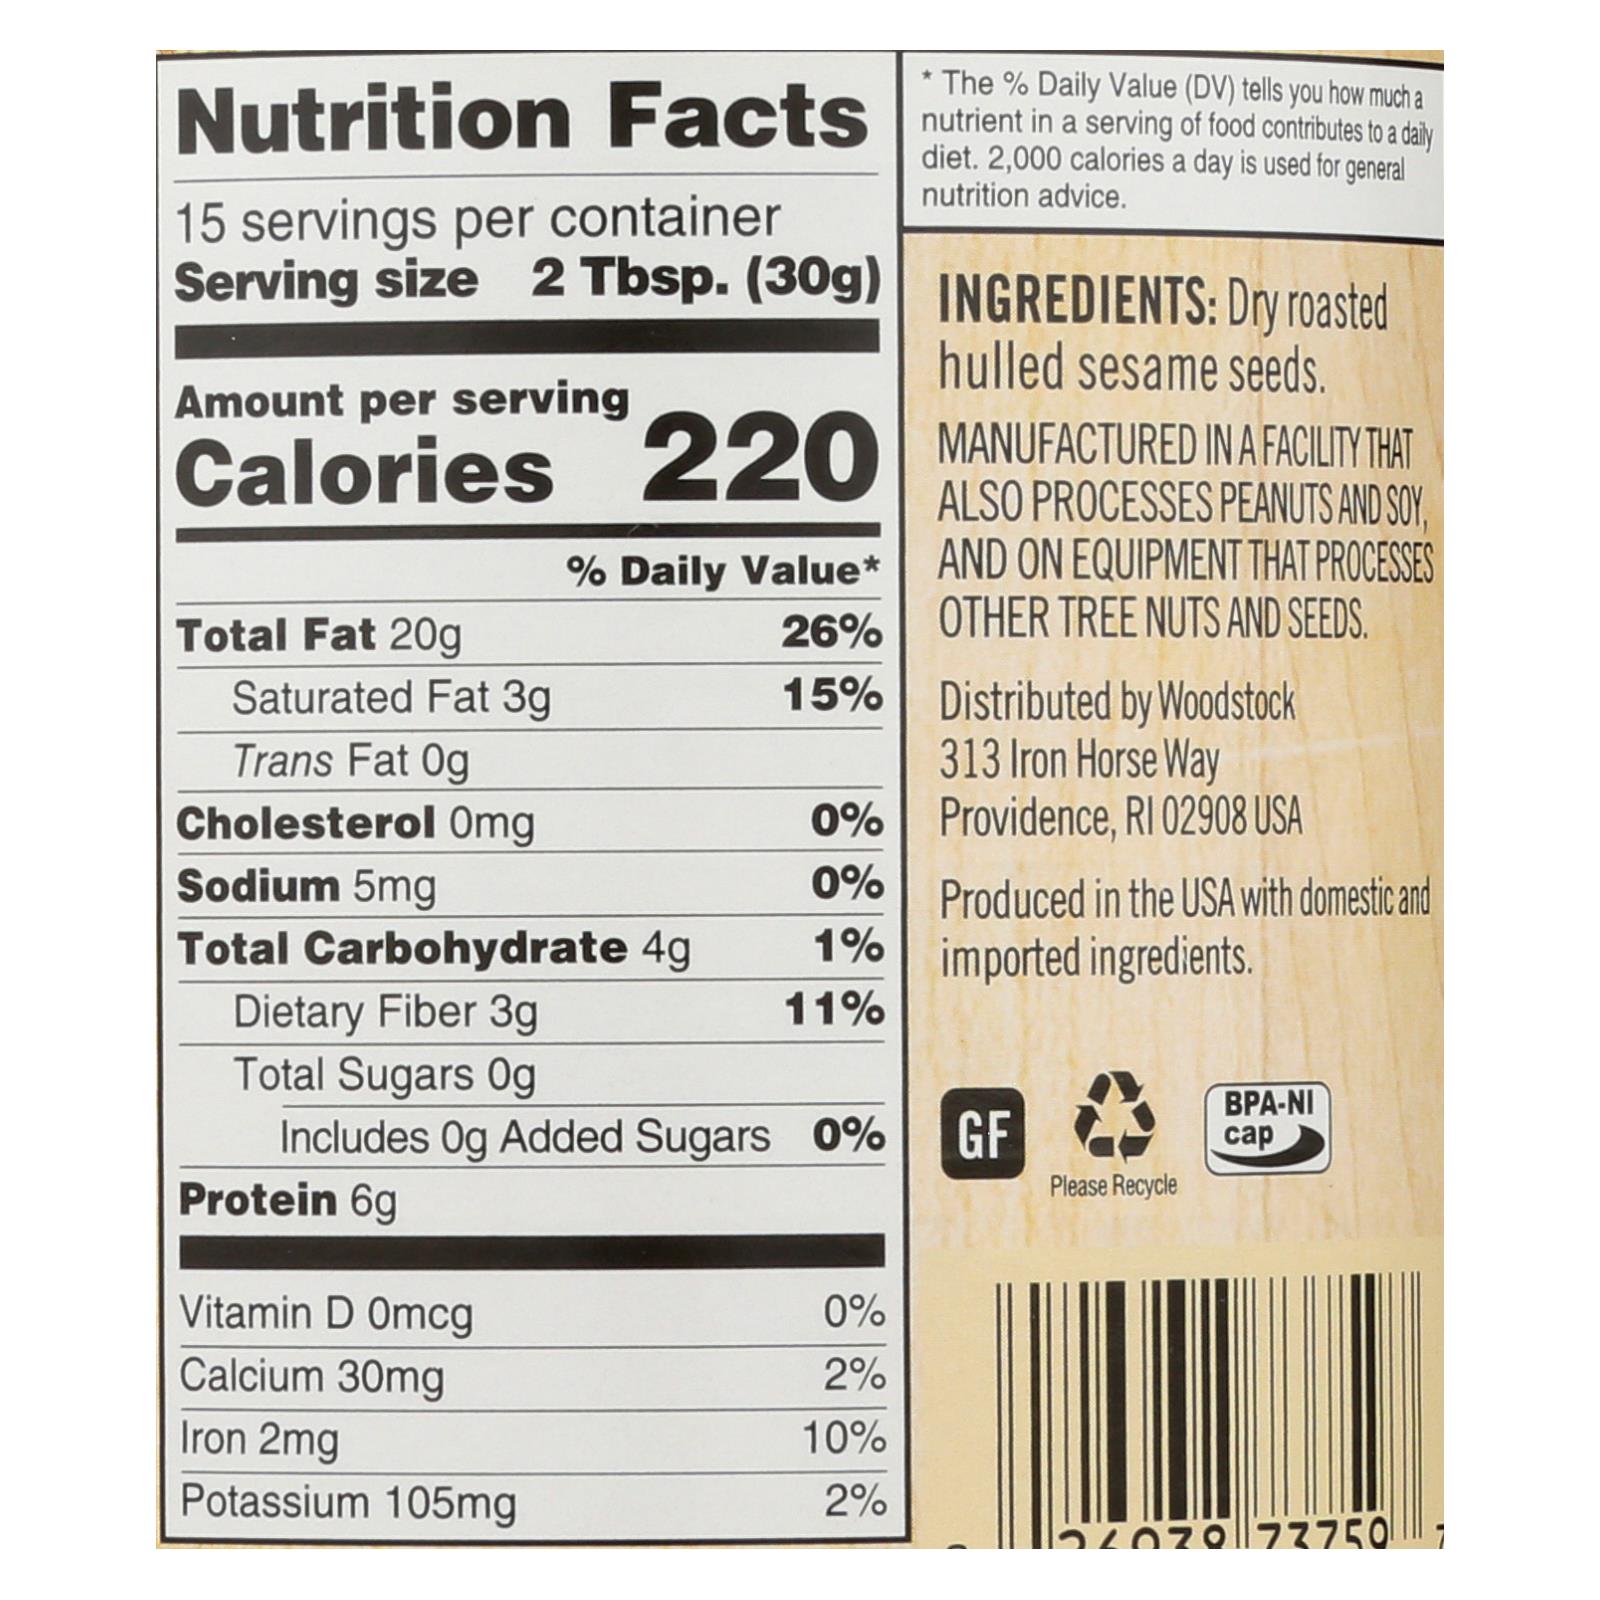 Nutrition Facts
15 servings per container
Serving size 2 Tbsp. (30g)
Amount per serving
Calories 220
% Daily Value*
Total Fat 20g 26%
Saturated Fat 3g 15%
Trans Fat 0g
Cholesterol 0mg 0%
Sodium 5mg 0%
Total Carbohydrate 4g 1%
Dietary Fiber 3g 11%
Total Sugars 0g
Includes 0g Added Sugars 0%
Protein 6g
Vitamin D 0mcg 0%
Calcium 30mg 2%
Iron 2mg 10%
Potassium 105mg 2%
* The % Daily Value (DV) tells you how much a
nutrient in a serving of food contributes to a daily
diet. 2,000 calories a day is used for general
nutrition advice.
INGREDIENTS: Dry roasted
hulled sesame seeds.
MANUFACTURED IN A FACILITY THAT
ALSO PROCESSES PEANUTS AND SOY,
AND ON EQUIPMENT THAT PROCESSES
OTHER TREE NUTS AND SEEDS.
Distributed by Woodstock
313 Iron Horse Way
Providence, RI 02908 USA
Produced in the USA with domestic and
imported ingredients.
GF
Please Recycle
BPA-NI
cap